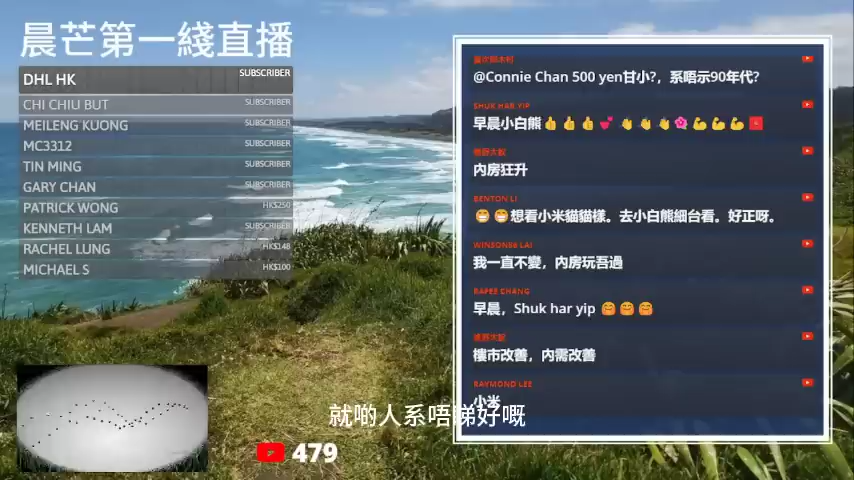 晨芒第一綫直播
DHL HK SUBSCRIBER
CHI CHIU BUT SUBSCRIBER
MEILENG KUONG SUBSCRIBER
MC3312 SUBSCRIBER
TIN MING SUBSCRIBER
GARY CHAN SUBSCRIBER
PATRICK WONG HK$250
KENNETH LAM SUBSCRIBER
RACHEL LUNG HK$148
MICHAEL S HK$100
@Connie Chan 500 yen甘小?，系唔示90年代?
SHUK HAR YIP
早晨小白熊👍👍👍💕👏👏👏🌸💪💪💪
內房狂升
BENTON LI
😁😁想看小米貓貓樣。去小白熊細台看。好正呀。
WINSON88 LAI
我一直不變，內房玩吾過
RAFEE CHANG
早晨，Shuk har yip 🤗🤗🤗
樓市改善，內需改善
RAYMOND LEE
小米
就啲人系唔睇好嘅
479